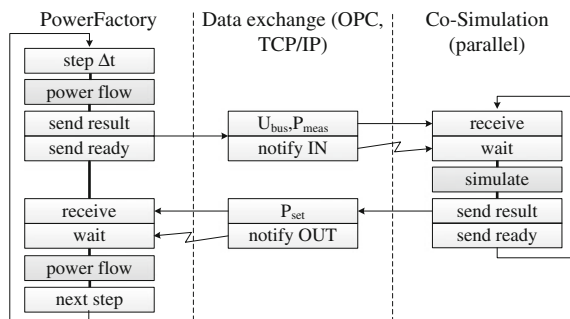 PowerFactory
Data exchange (OPC,
TCP/IP)
Co-Simulation
(parallel)
step Δt
power flow
send result
send ready
receive
wait
power flow
next step
U_bus,P_meas
notify IN
P_set
notify OUT
receive
wait
simulate
send result
send ready